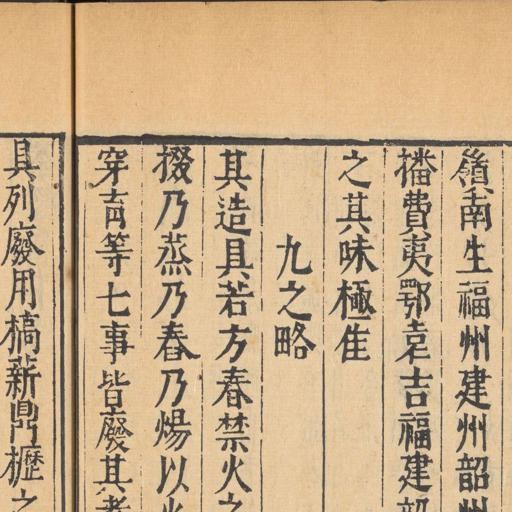 嶺南生福州建州韶州
播費夷鄂袁吉福建韶
之其味極佳
九之略
其造具若方春禁火之
掇乃蒸乃舂乃煬以火
穿育等七事皆廢其煮
具列廢用槁薪鼎櫪之